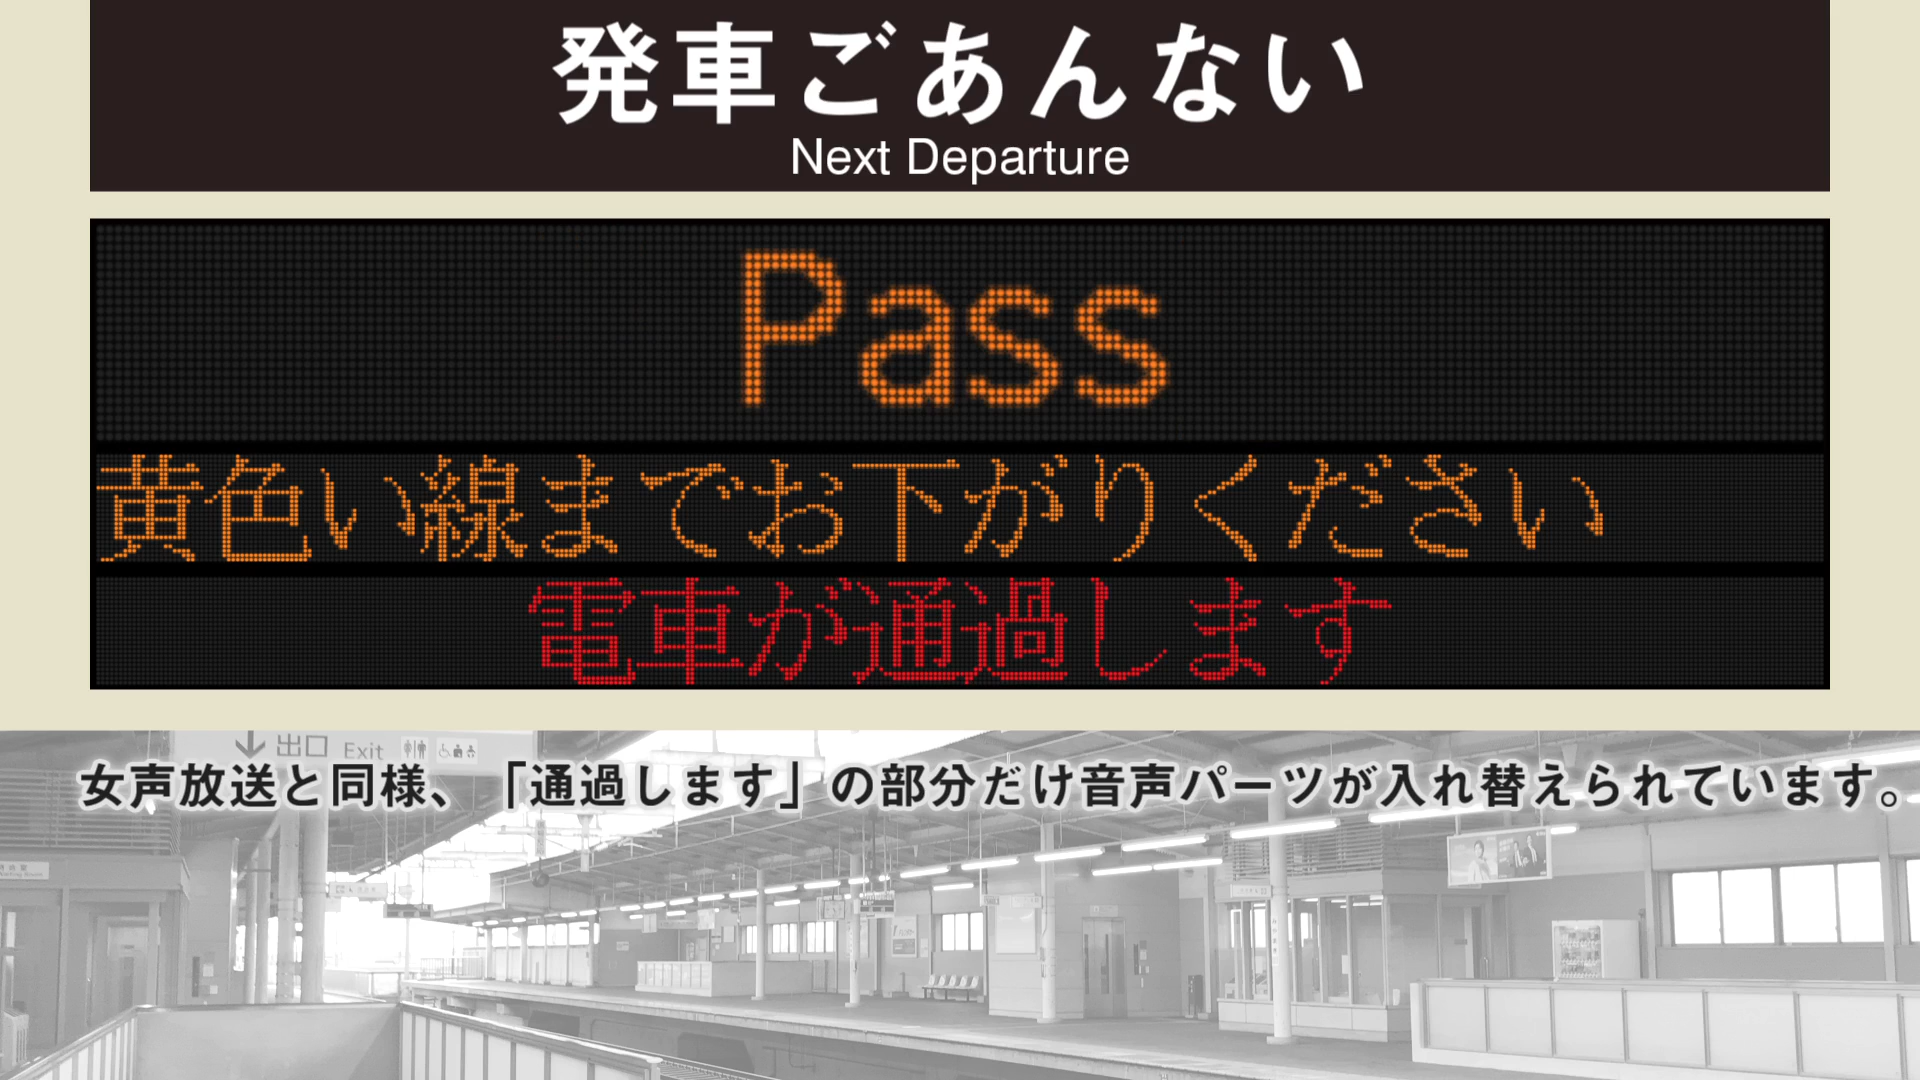 発車ごあんない
Next Departure
Pass
黄色い線までお下がりください
電車が通過します
出口 Exit
女声放送と同様、「通過します」の部分だけ音声パーツが入れ替えられています。